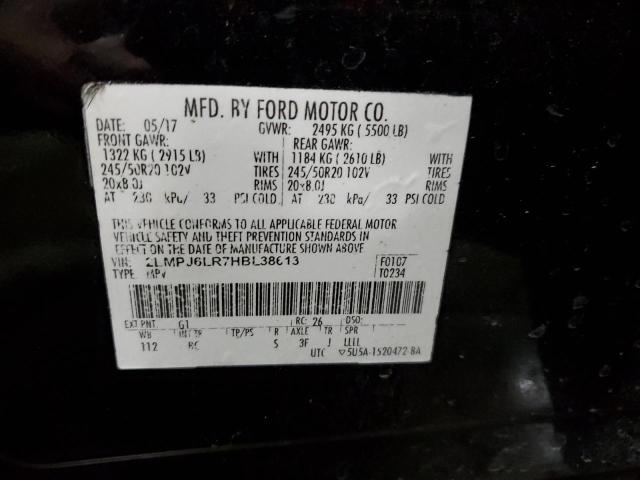 MFD. BY FORD MOTOR CO.
DATE: 05/17 GVWR: 2495 KG (5500 LB)
FRONT GAWR: REAR GAWR:
1322 KG (2915 LB) WITH 1184 KG (2610 LB) WITH
245/50R20 102V TIRES 245/50R20 102V TIRES
20x8.0J RIMS 20x8.0J RIMS
AT 230 kPa/ 33 PSI COLD AT 230 kPa/ 33 PSI COLD
THIS VEHICLE CONFORMS TO ALL APPLICABLE FEDERAL MOTOR
VEHICLE SAFETY AND THEFT PREVENTION STANDARDS IN
EFFECT ON THE DATE OF MANUFACTURE SHOWN ABOVE.
VIN: 2LMPJ6LR7HBL38613 F0107
TYPE: MPV T0234
EXT PNT: G1 RC: 26 DSO:
WB INT TR TP/PS R AXLE TR SPR
112 S 3F J LLLL
UTC ▽5U5A-1520472-BA